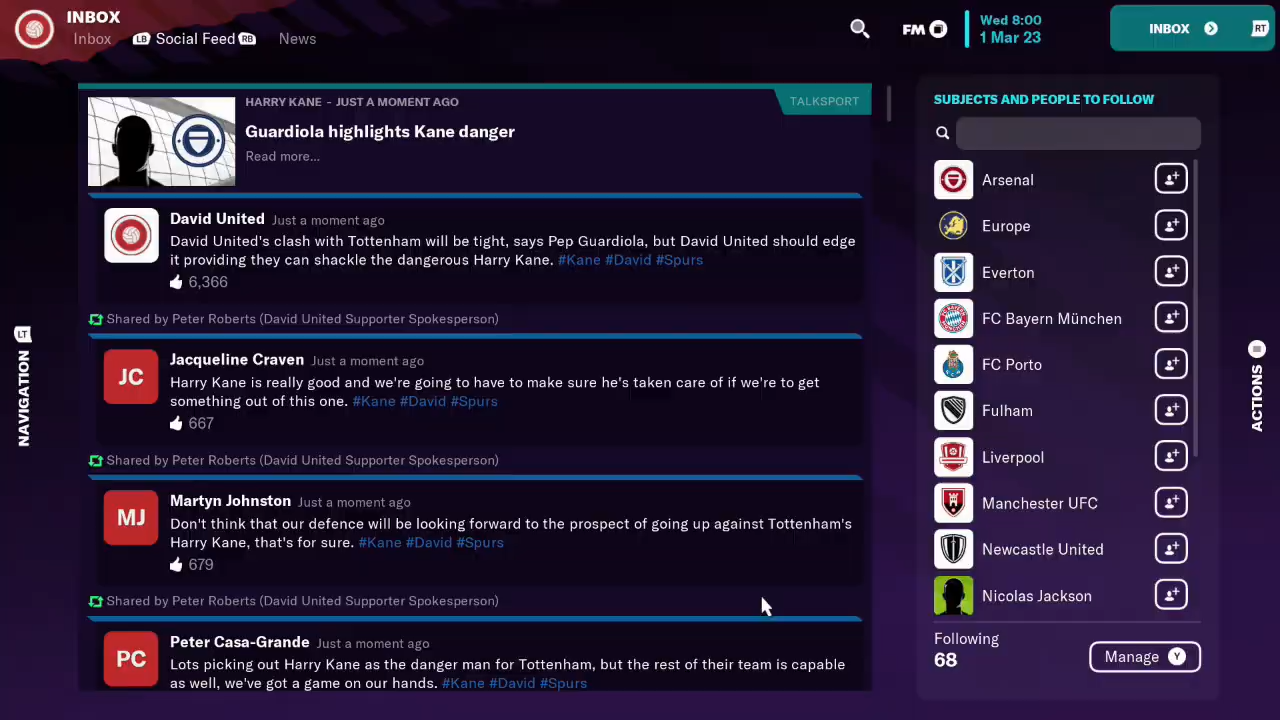 INBOX
Inbox LB Social Feed RB News
FM
Wed 8:00
1 Mar 23
INBOX RT
HARRY KANE - JUST A MOMENT AGO
TALKSPORT
Guardiola highlights Kane danger
Read more...
David United Just a moment ago
David United's clash with Tottenham will be tight, says Pep Guardiola, but David United should edge
it providing they can shackle the dangerous Harry Kane. #Kane #David #Spurs
6,366
Shared by Peter Roberts (David United Supporter Spokesperson)
JC
Jacqueline Craven Just a moment ago
Harry Kane is really good and we're going to have to make sure he's taken care of if we're to get
something out of this one. #Kane #David #Spurs
667
Shared by Peter Roberts (David United Supporter Spokesperson)
MJ
Martyn Johnston Just a moment ago
Don't think that our defence will be looking forward to the prospect of going up against Tottenham's
Harry Kane, that's for sure. #Kane #David #Spurs
679
Shared by Peter Roberts (David United Supporter Spokesperson)
PC
Peter Casa-Grande Just a moment ago
Lots picking out Harry Kane as the danger man for Tottenham, but the rest of their team is capable
as well, we've got a game on our hands. #Kane #David #Spurs
SUBJECTS AND PEOPLE TO FOLLOW
Arsenal
Europe
Everton
FC Bayern München
FC Porto
Fulham
Liverpool
Manchester UFC
Newcastle United
Nicolas Jackson
Following
68
Manage Y
LT
NAVIGATION
ACTIONS